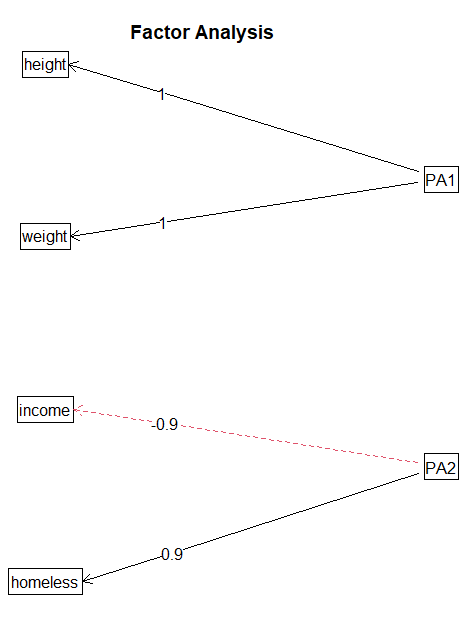 Factor Analysis
height
1
PA1
weight
1
income
-0.9
PA2
0.9
homeless